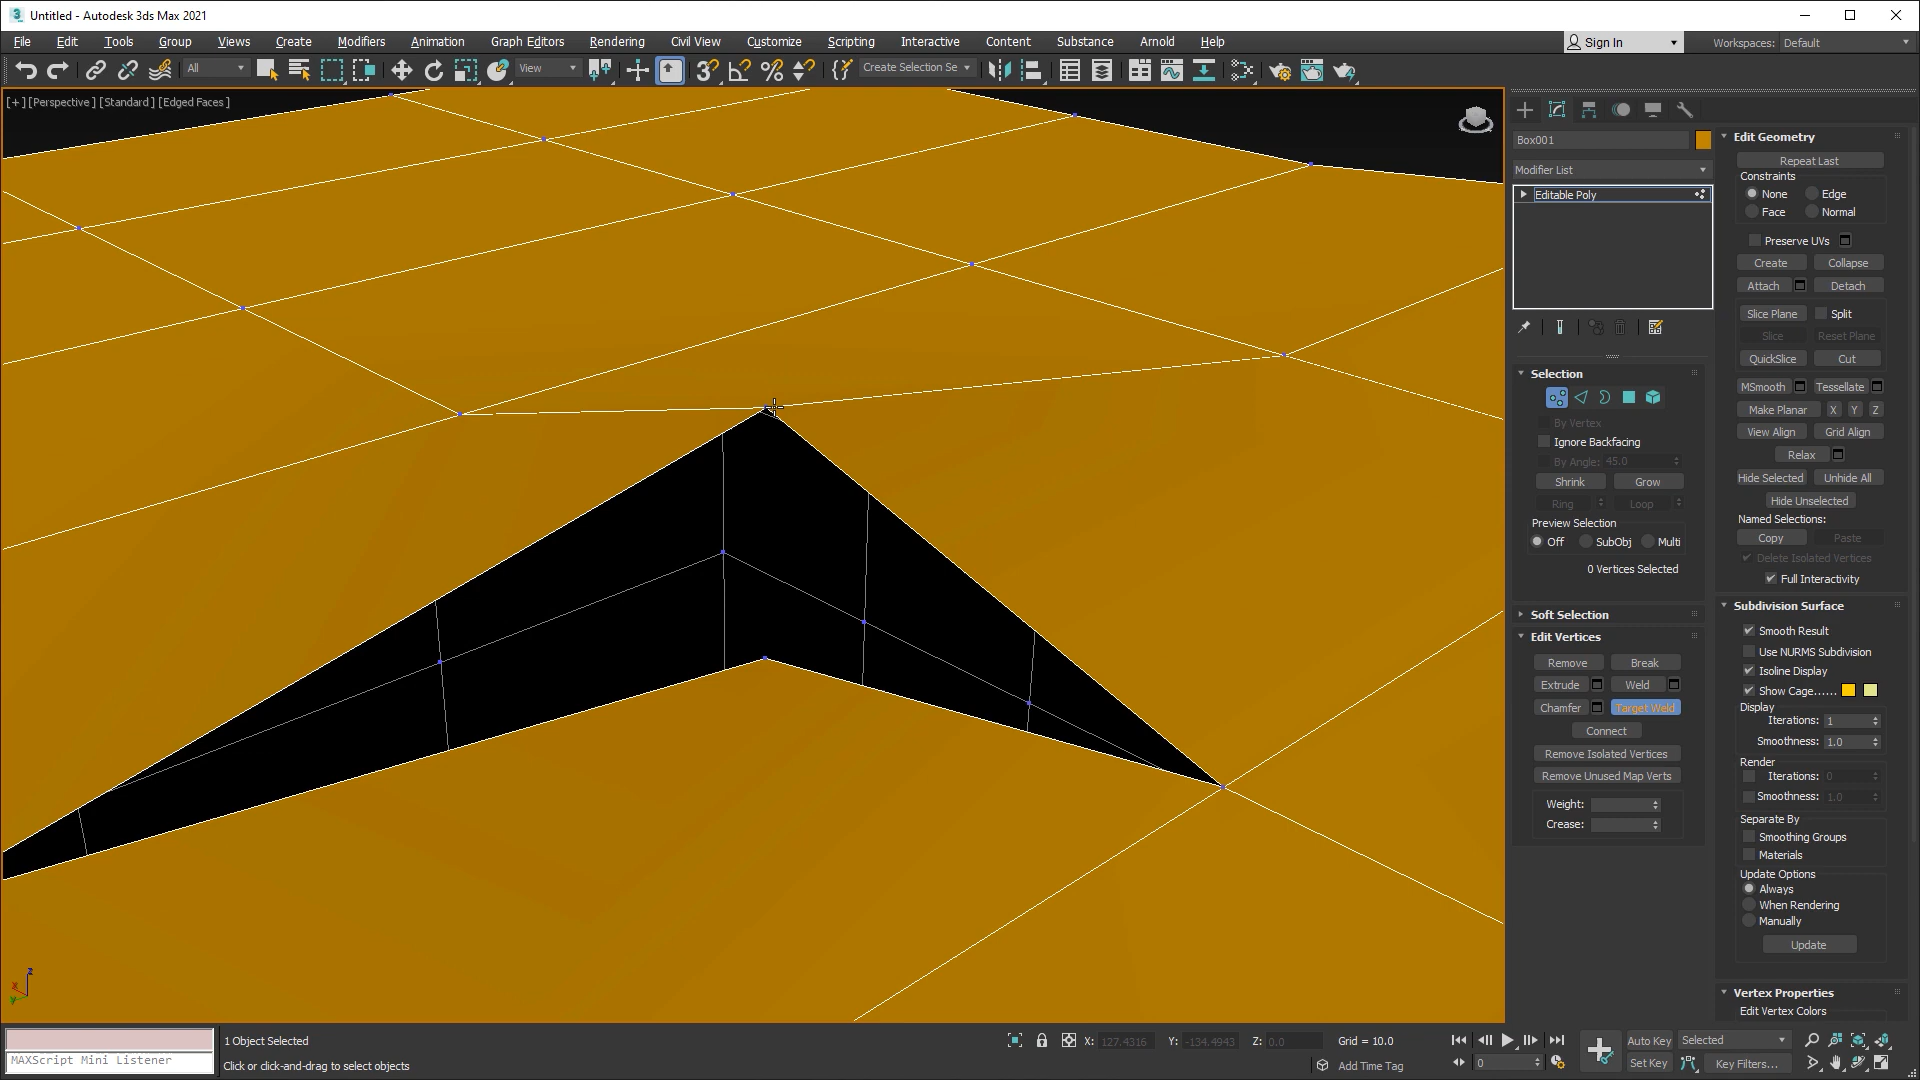 Untitled - Autodesk 3ds Max 2021
File Edit Tools Group Views Create Modifiers Animation Graph Editors Rendering Civil View Customize Scripting Interactive Content Substance Arnold Help Sign In Workspaces: Default
All View Create Selection Se
[+] [Perspective] [Standard] [Edged Faces]
Box001
Modifier List
Editable Poly
Selection
By Vertex
Ignore Backfacing
By Angle: 45.0
Shrink Grow
Ring Loop
Preview Selection
Off SubObj Multi
0 Vertices Selected
Soft Selection
Edit Vertices
Remove Break
Extrude Weld
Chamfer Target Weld
Connect
Remove Isolated Vertices
Remove Unused Map Verts
Weight:
Crease:
Edit Geometry
Repeat Last
Constraints
None Edge
Face Normal
Preserve UVs
Create Collapse
Attach Detach
Slice Plane Split
Slice Reset Plane
QuickSlice Cut
MSmooth Tessellate
Make Planar X Y Z
View Align Grid Align
Relax
Hide Selected Unhide All
Hide Unselected
Named Selections:
Copy Paste
Delete Isolated Vertices
Full Interactivity
Subdivision Surface
Smooth Result
Use NURMS Subdivision
Isoline Display
Show Cage......
Display
Iterations: 1
Smoothness: 1.0
Render
Iterations: 0
Smoothness: 1.0
Separate By
Smoothing Groups
Materials
Update Options
Always
When Rendering
Manually
Update
Vertex Properties
Edit Vertex Colors
x y z
MAXScript Mini Listener
1 Object Selected
Click or click-and-drag to select objects
X: 127.4316 Y: -134.4943 Z: 0.0 Grid = 10.0
Add Time Tag
0
Auto Key Selected
Set Key Key Filters...